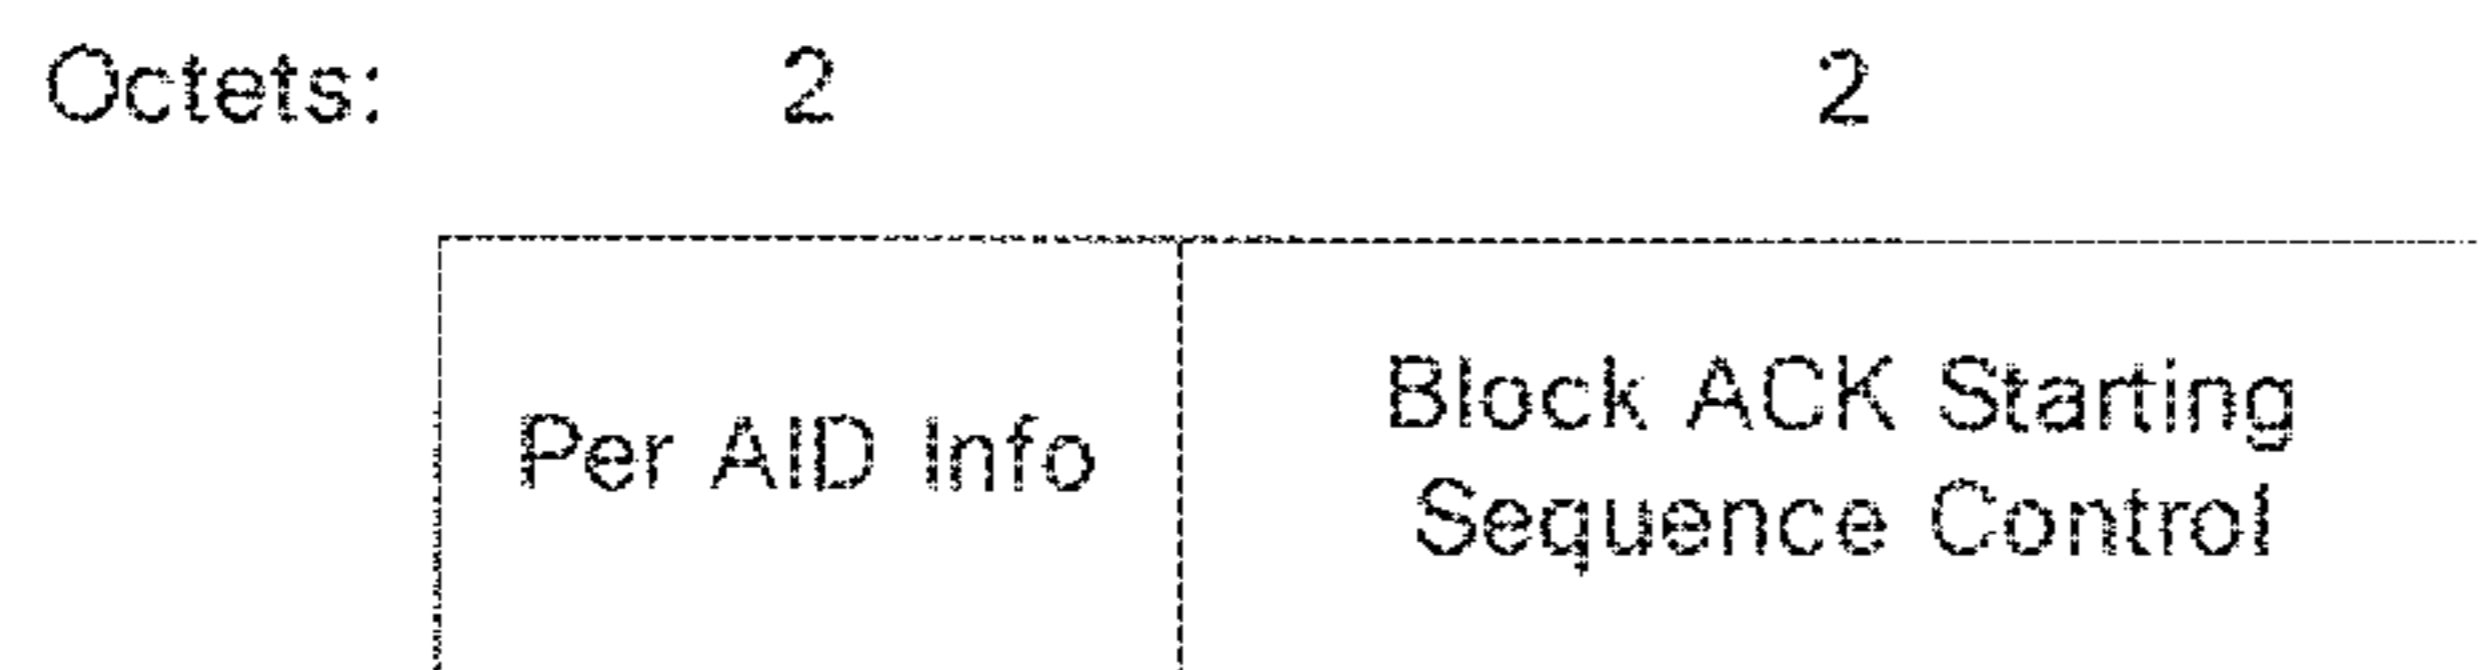 Octets: 2 2
Per AID Info
Block ACK Starting
Sequence Control